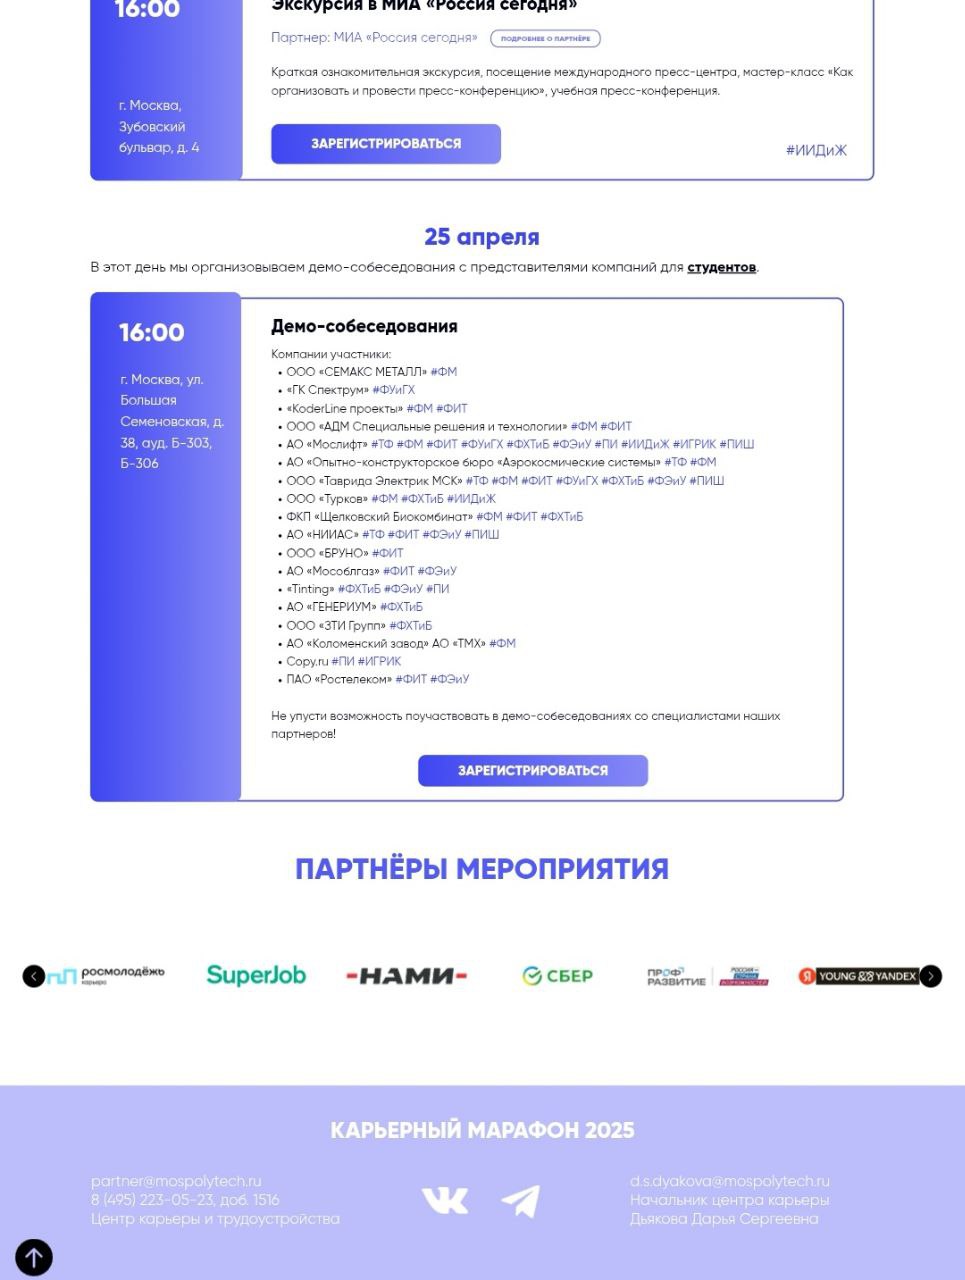 16:00
г. Москва,
Зубовский
бульвар, д. 4
Экскурсия в МИА «Россия сегодня»
Партнер: МИА «Россия сегодня» ПОДРОБНЕЕ О ПАРТНЁРЕ
Краткая ознакомительная экскурсия, посещение международного пресс-центра, мастер-класс «Как
организовать и провести пресс-конференцию», учебная пресс-конференция.
ЗАРЕГИСТРИРОВАТЬСЯ
#ИИДиЖ
25 апреля
В этот день мы организовываем демо-собеседования с представителями компаний для студентов.
16:00
г. Москва, ул.
Большая
Семеновская, д.
38, ауд. Б-303,
Б-306
Демо-собеседования
Компании участники:
• ООО «СЕМАКС МЕТАЛЛ» #ФМ
• «ГК Спектрум» #ФУиГХ
• «KoderLine проекты» #ФМ #ФИТ
• ООО «АДМ Специальные решения и технологии» #ФМ #ФИТ
• АО «Мослифт» #ТФ #ФМ #ФИТ #ФУиГХ #ФХТиБ #ФЭиУ #ПИ #ИИДиЖ #ИГРИК #ПИШ
• АО «Опытно-конструкторское бюро «Аэрокосмические системы» #ТФ #ФМ
• ООО «Таврида Электрик МСК» #ТФ #ФМ #ФИТ #ФУиГХ #ФХТиБ #ФЭиУ #ПИШ
• ООО «Турков» #ФМ #ФХТиБ #ИИДиЖ
• ФКП «Щелковский Биокомбинат» #ФМ #ФИТ #ФХТиБ
• АО «НИИАС» #ТФ #ФИТ #ФЭиУ #ПИШ
• ООО «БРУНО» #ФИТ
• АО «Мособлгаз» #ФИТ #ФЭиУ
• «Tinting» #ФХТиБ #ФЭиУ #ПИ
• АО «ГЕНЕРИУМ» #ФХТиБ
• ООО «ЗТИ Групп» #ФХТиБ
• АО «Коломенский завод» АО «ТМХ» #ФМ
• Copy.ru #ПИ #ИГРИК
• ПАО «Ростелеком» #ФИТ #ФЭиУ
Не упусти возможность поучаствовать в демо-собеседованиях со специалистами наших
партнеров!
ЗАРЕГИСТРИРОВАТЬСЯ
ПАРТНЁРЫ МЕРОПРИЯТИЯ
росмолодёжь
карьера
SuperJob
НАМИ
СБЕР
ПРОФ
РАЗВИТИЕ
РОССИЯ –
СТРАНА
ВОЗМОЖНОСТЕЙ
Я YOUNG && YANDEX
КАРЬЕРНЫЙ МАРАФОН 2025
partner@mospolytech.ru
8 (495) 223-05-23, доб. 1516
Центр карьеры и трудоустройства
d.s.dyakova@mospolytech.ru
Начальник центра карьеры
Дьякова Дарья Сергеевна